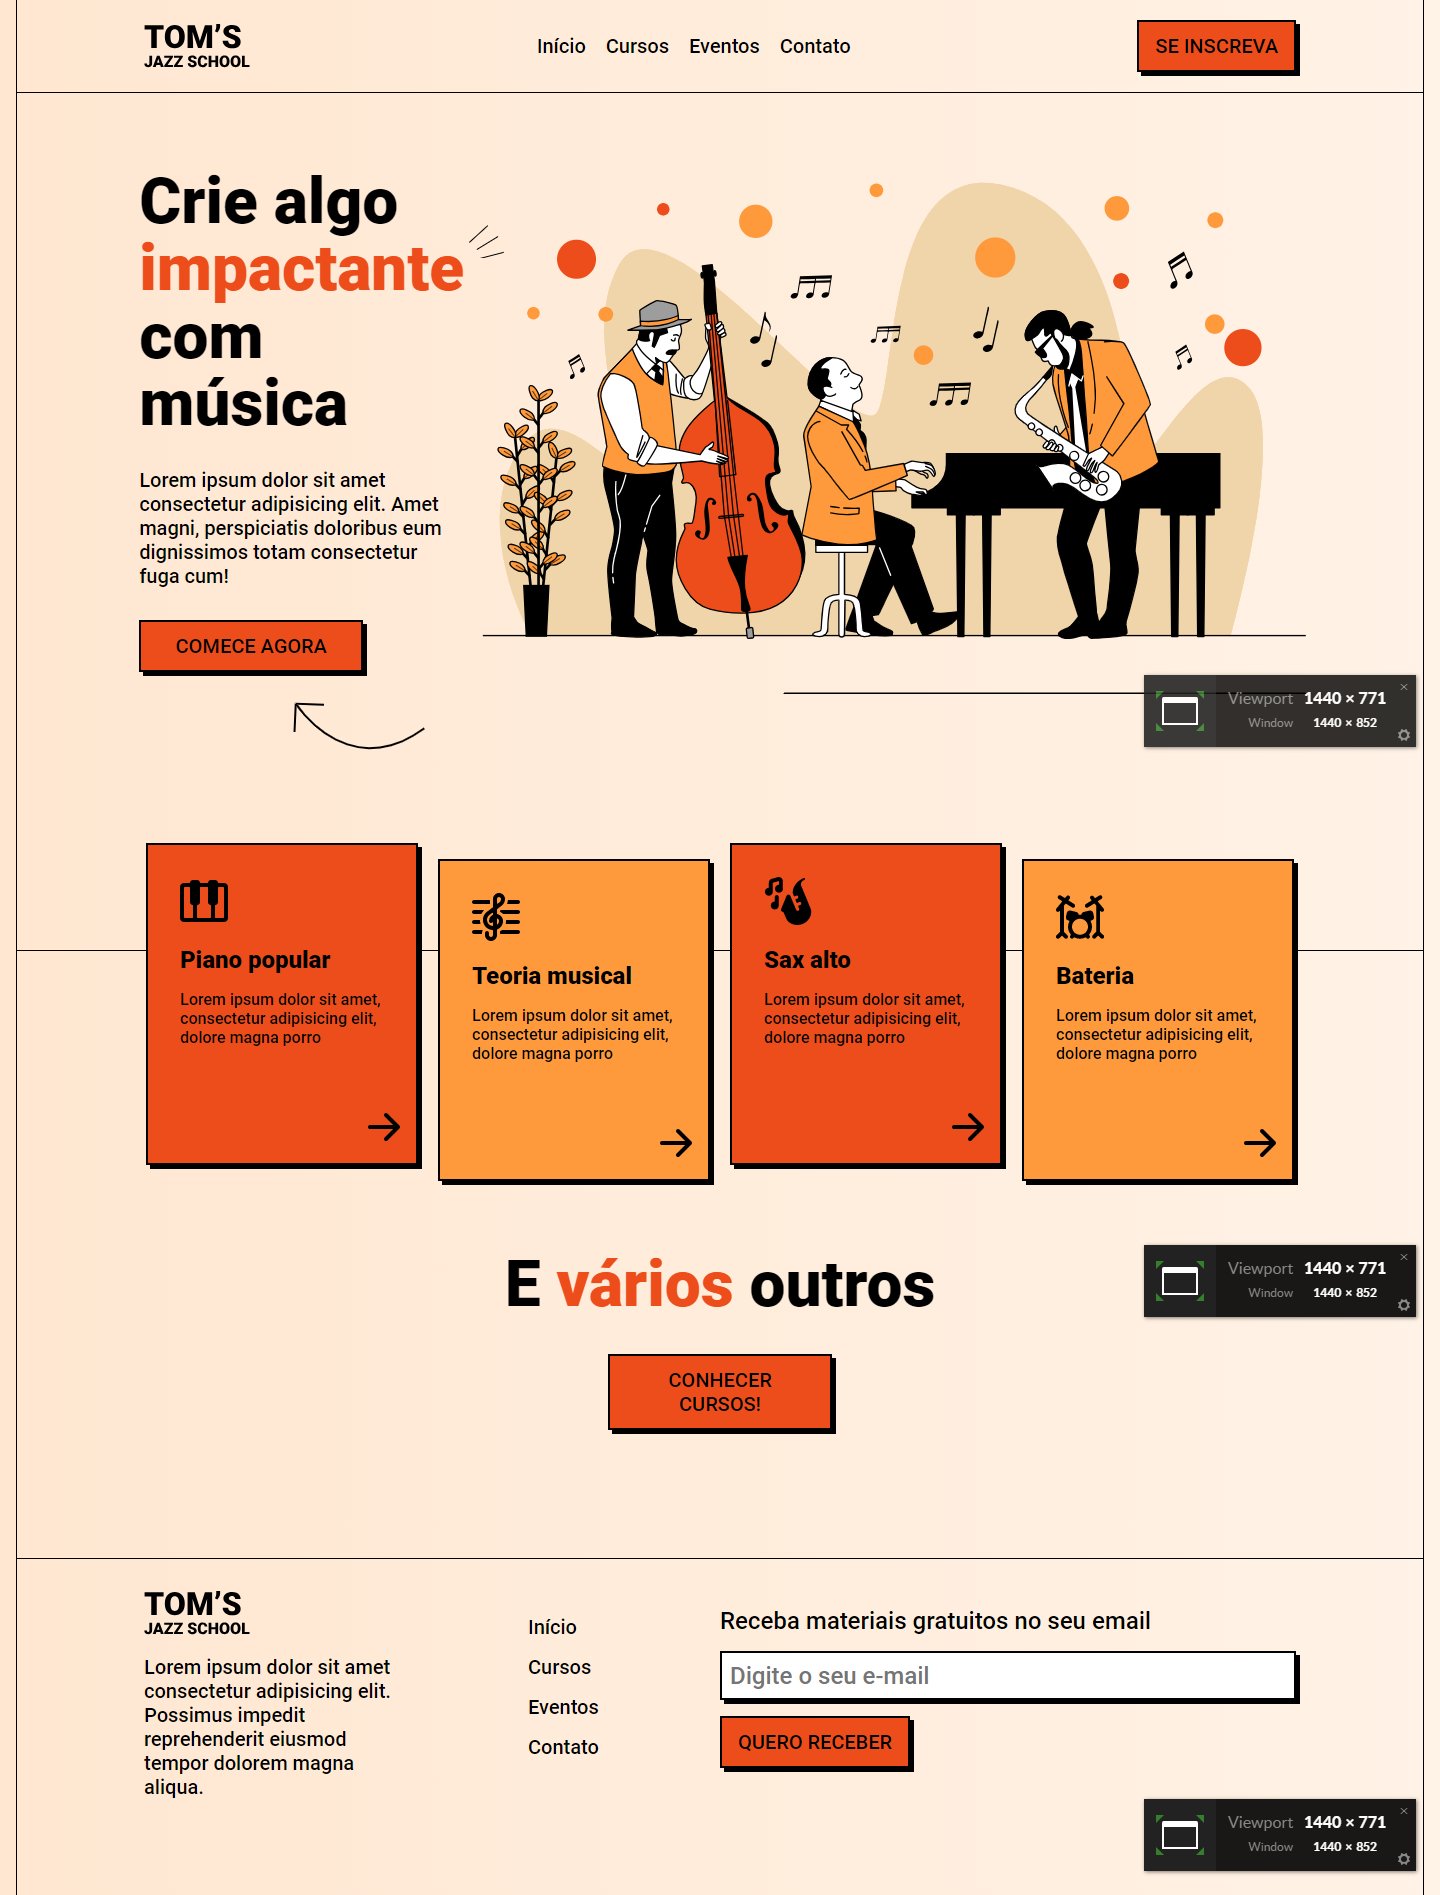 TOM'S
JAZZ SCHOOL
Início Cursos Eventos Contato
SE INSCREVA
Crie algo
impactante
com
música
Lorem ipsum dolor sit amet
consectetur adipisicing elit. Amet
magni, perspiciatis doloribus eum
dignissimos totam consectetur
fuga cum!
COMECE AGORA
Viewport 1440 × 771
Window 1440 × 852
Piano popular
Lorem ipsum dolor sit amet,
consectetur adipisicing elit,
dolore magna porro
Teoria musical
Lorem ipsum dolor sit amet,
consectetur adipisicing elit,
dolore magna porro
Sax alto
Lorem ipsum dolor sit amet,
consectetur adipisicing elit,
dolore magna porro
Bateria
Lorem ipsum dolor sit amet,
consectetur adipisicing elit,
dolore magna porro
E vários outros
Viewport 1440 × 771
Window 1440 × 852
CONHECER
CURSOS!
TOM'S
JAZZ SCHOOL
Lorem ipsum dolor sit amet
consectetur adipisicing elit.
Possimus impedit
reprehenderit eiusmod
tempor dolorem magna
aliqua.
Início
Cursos
Eventos
Contato
Receba materiais gratuitos no seu email
Digite o seu e-mail
QUERO RECEBER
Viewport 1440 × 771
Window 1440 × 852